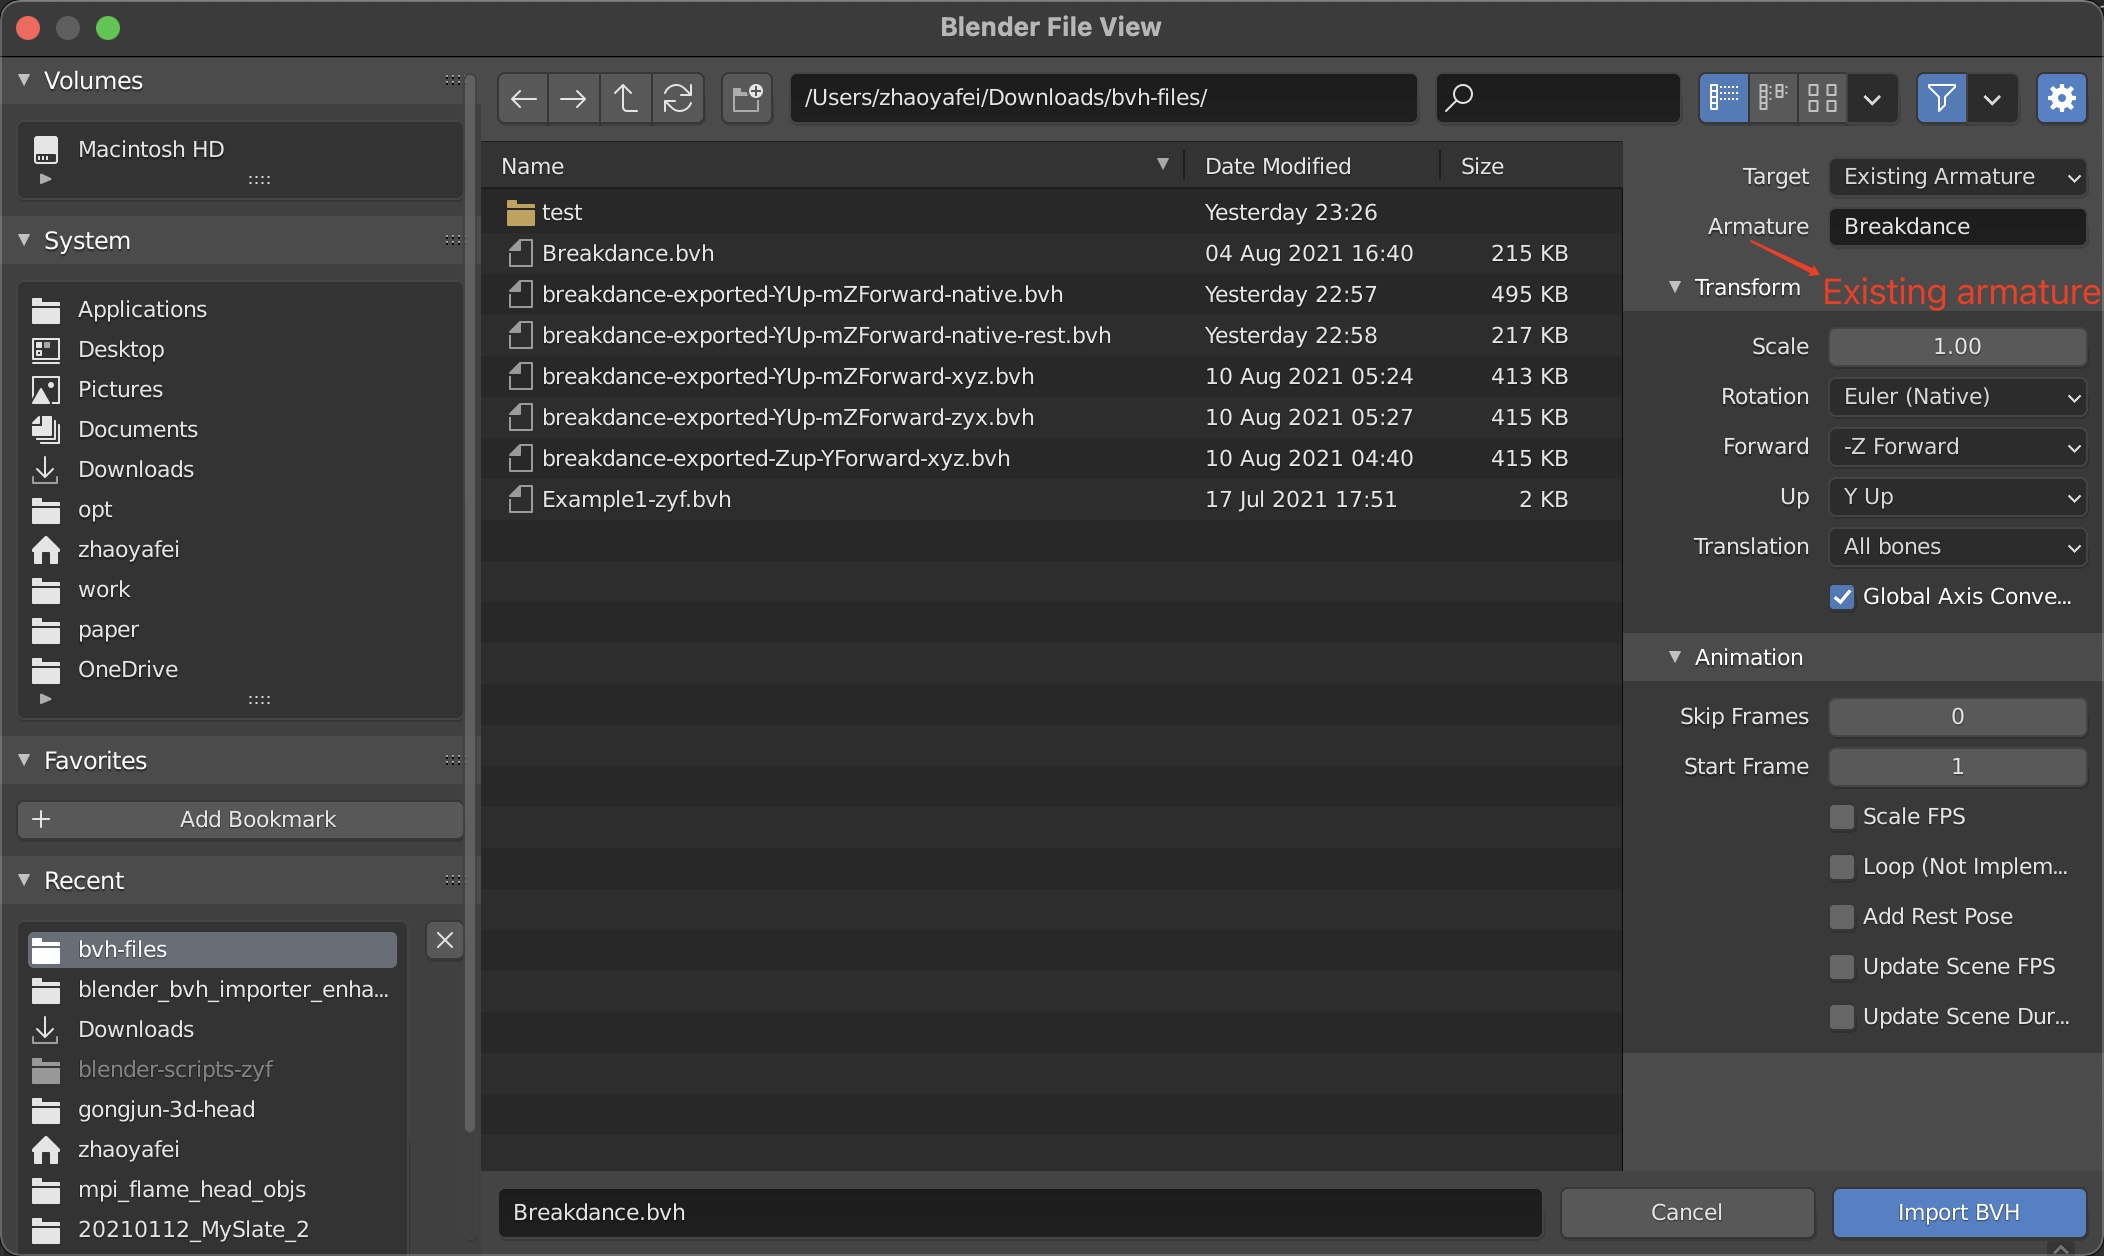 Blender File View
Volumes
Macintosh HD
System
Applications
Desktop
Pictures
Documents
Downloads
opt
zhaoyafei
work
paper
OneDrive
Favorites
Add Bookmark
Recent
bvh-files
blender_bvh_importer_enha...
Downloads
blender-scripts-zyf
gongjun-3d-head
zhaoyafei
mpi_flame_head_objs
20210112_MySlate_2
/Users/zhaoyafei/Downloads/bvh-files/
Name Date Modified Size
test Yesterday 23:26
Breakdance.bvh 04 Aug 2021 16:40 215 KB
breakdance-exported-YUp-mZForward-native.bvh Yesterday 22:57 495 KB
breakdance-exported-YUp-mZForward-native-rest.bvh Yesterday 22:58 217 KB
breakdance-exported-YUp-mZForward-xyz.bvh 10 Aug 2021 05:24 413 KB
breakdance-exported-YUp-mZForward-zyx.bvh 10 Aug 2021 05:27 415 KB
breakdance-exported-Zup-YForward-xyz.bvh 10 Aug 2021 04:40 415 KB
Example1-zyf.bvh 17 Jul 2021 17:51 2 KB
Target Existing Armature
Armature Breakdance
Transform Existing armature
Scale 1.00
Rotation Euler (Native)
Forward -Z Forward
Up Y Up
Translation All bones
Global Axis Conve...
Animation
Skip Frames 0
Start Frame 1
Scale FPS
Loop (Not Implem...
Add Rest Pose
Update Scene FPS
Update Scene Dur...
Breakdance.bvh
Cancel
Import BVH